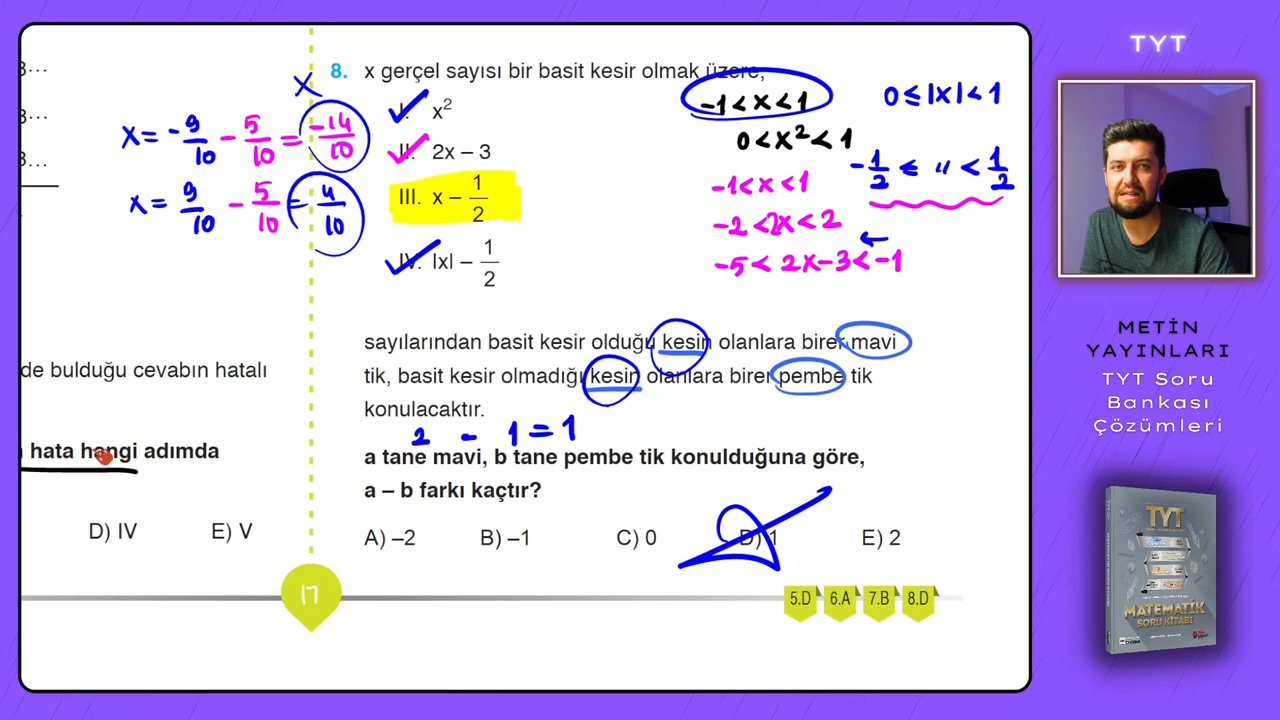 3…
3…
3…
x = -9/10 - 5/10 = -14/10
x = 9/10 - 5/10 = 4/10
x
de bulduğu cevabın hatalı
hata hangi adımda
D) IV E) V
17
8. x gerçel sayısı bir basit kesir olmak üzere,
I. x²
II. 2x – 3
III. x – 1/2
IV. |x| – 1/2
-1 < x < 1
0 < x² < 1
-1 < x < 1
-2 < 2x < 2
-5 < 2x - 3 < -1
0 ≤ |x| < 1
-1/2 ≤ " < 1/2
sayılarından basit kesir olduğu kesin olanlara birer mavi
tik, basit kesir olmadığı kesin olanlara birer pembe tik
konulacaktır.
2 - 1 = 1
a tane mavi, b tane pembe tik konulduğuna göre,
a – b farkı kaçtır?
A) –2 B) –1 C) 0 D) 1 E) 2
5.D 6.A 7.B 8.D
TYT
METİN
YAYINLARI
TYT Soru
Bankası
Çözümleri
TYT
MATEMATİK
SORU KİTABI